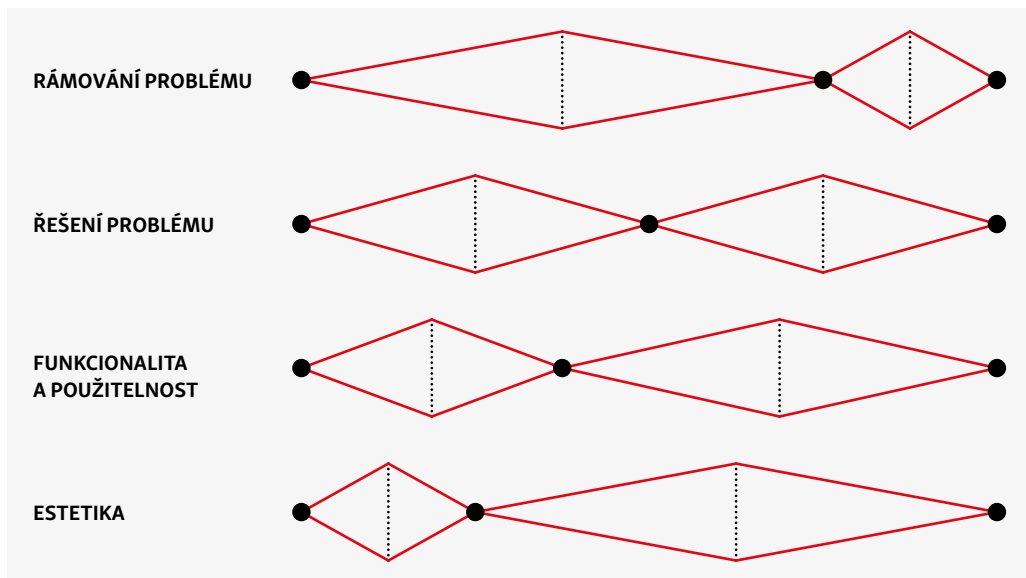 RÁMOVÁNÍ PROBLÉMU
ŘEŠENÍ PROBLÉMU
FUNKCIONALITA
A POUŽITELNOST
ESTETIKA